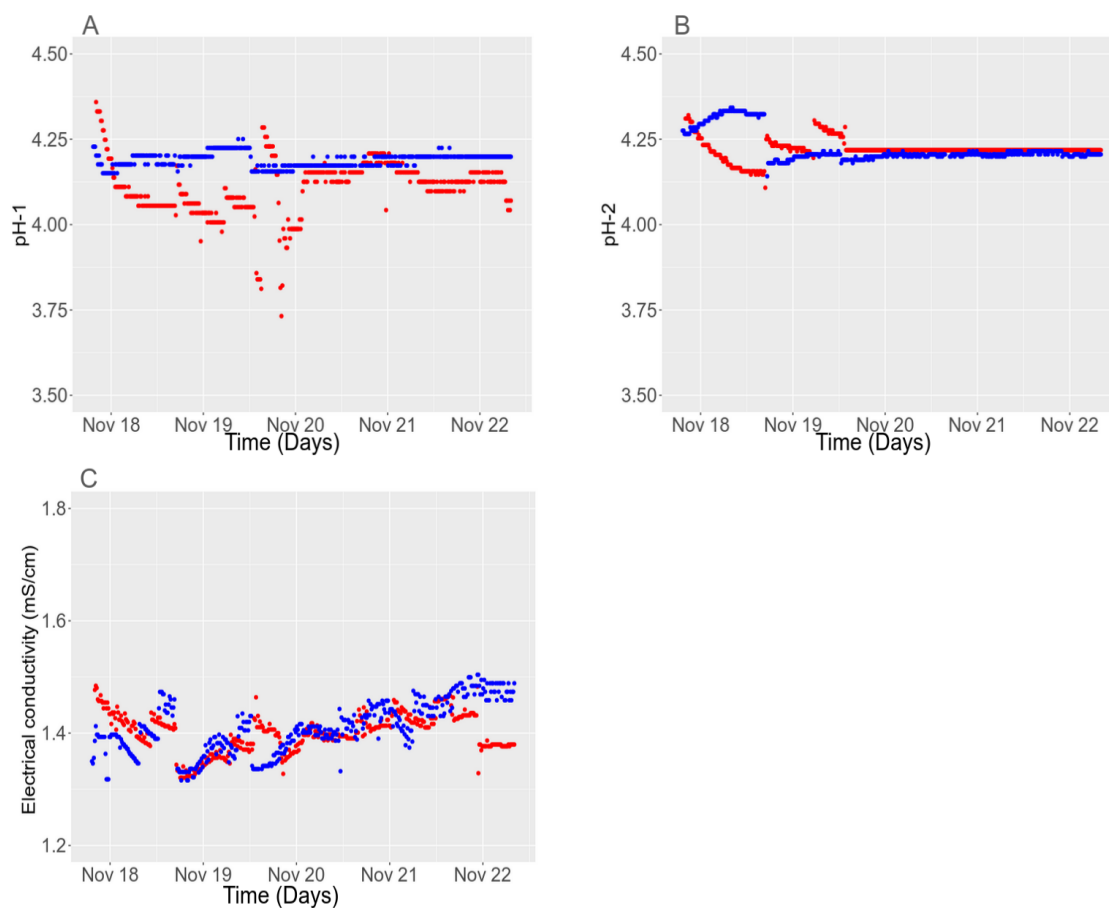 A
4.50
4.25
4.00
3.75
3.50
pH-1
Nov 18 Nov 19 Nov 20 Nov 21 Nov 22
Time (Days)
B
4.50
4.25
4.00
3.75
3.50
pH-2
Nov 18 Nov 19 Nov 20 Nov 21 Nov 22
Time (Days)
C
1.8
1.6
1.4
1.2
Electrical conductivity (mS/cm)
Nov 18 Nov 19 Nov 20 Nov 21 Nov 22
Time (Days)